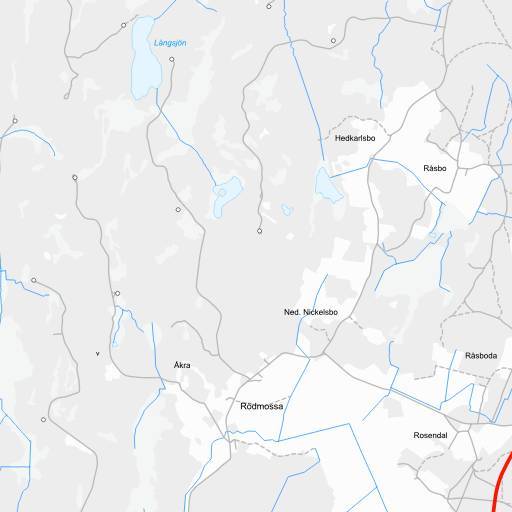 Långsjön
Hedkarlsbo
Råsbo
Ned. Nickelsbo
v
Råsboda
Åkra
Rödmossa
Rosendal